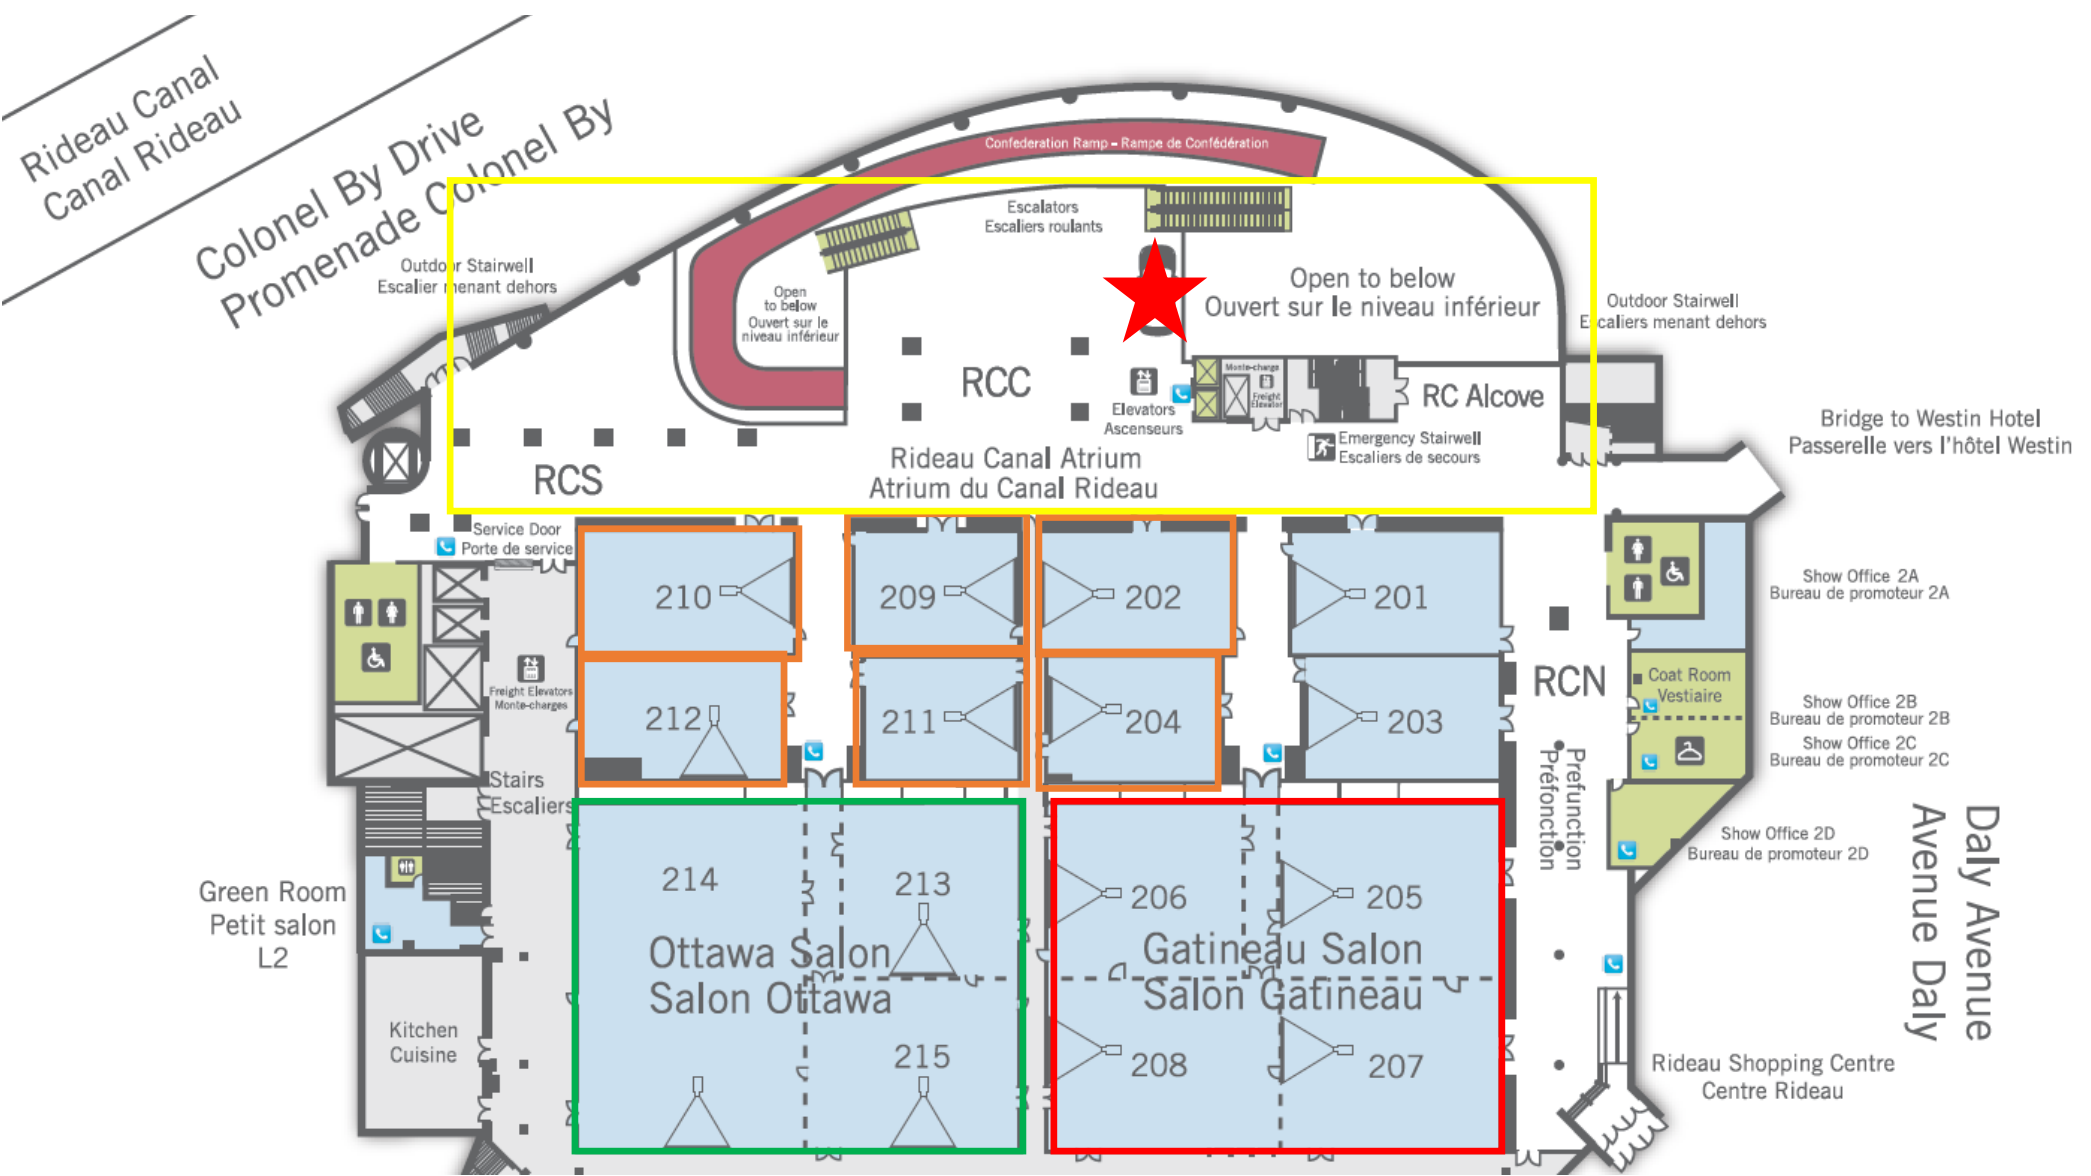 Rideau Canal
Canal Rideau
Colonel By Drive
Promenade Colonel By
Confederation Ramp – Rampe de Confédération
Escalators
Escaliers roulants
Outdoor Stairwell
Escalier menant dehors
Open
to below
Ouvert sur le
niveau inférieur
Open to below
Ouvert sur le niveau inférieur
Outdoor Stairwell
Escaliers menant dehors
RCC
Elevators
Ascenseurs
Monte-charge
Freight
Elevator
RC Alcove
Emergency Stairwell
Escaliers de secours
Bridge to Westin Hotel
Passerelle vers l'hôtel Westin
RCS
Rideau Canal Atrium
Atrium du Canal Rideau
Service Door
Porte de service
210
209
202
201
Show Office 2A
Bureau de promoteur 2A
Freight Elevators
Monte-charges
212
211
204
203
RCN
Coat Room
Vestiaire
Show Office 2B
Bureau de promoteur 2B
Show Office 2C
Bureau de promoteur 2C
Stairs
Escaliers
Prefunction
Préfonction
Show Office 2D
Bureau de promoteur 2D
Daly Avenue
Avenue Daly
Green Room
Petit salon
L2
214
213
206
205
Ottawa Salon
Salon Ottawa
Gatineau Salon
Salon Gatineau
Kitchen
Cuisine
215
208
207
Rideau Shopping Centre
Centre Rideau